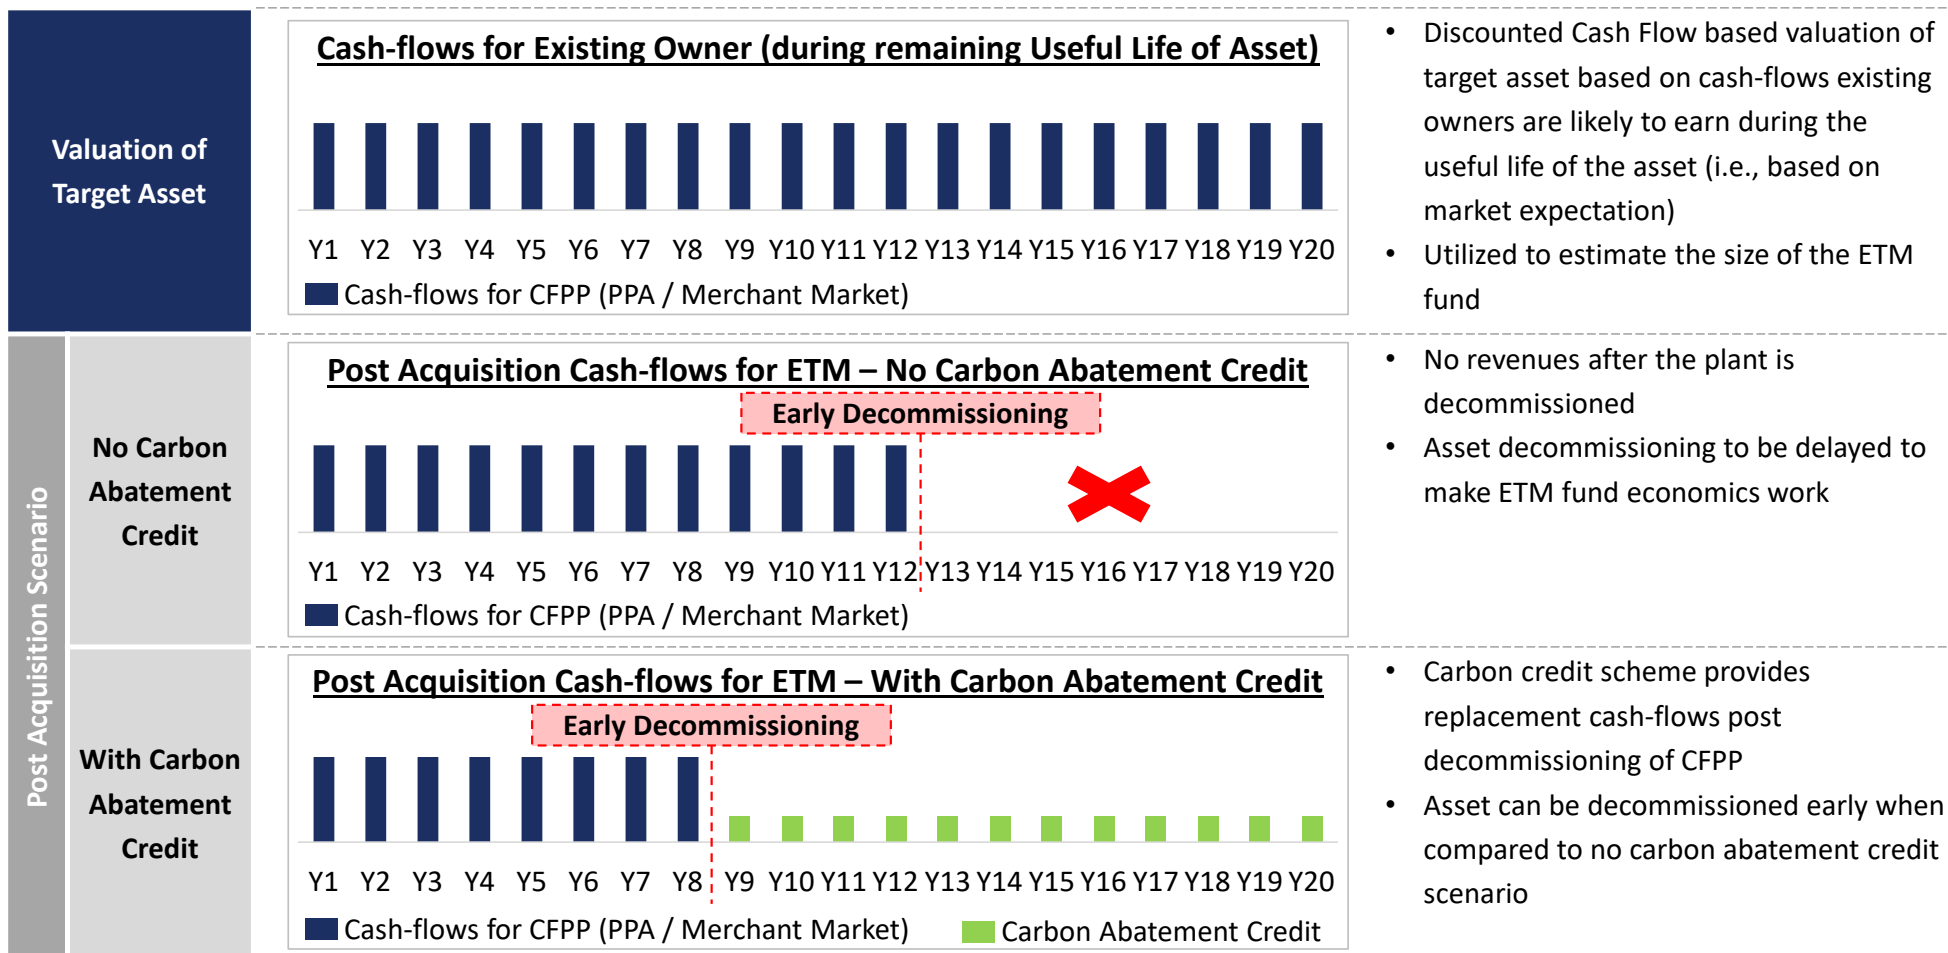 Valuation of
Target Asset
Cash-flows for Existing Owner (during remaining Useful Life of Asset)
Y1 Y2 Y3 Y4 Y5 Y6 Y7 Y8 Y9 Y10 Y11 Y12 Y13 Y14 Y15 Y16 Y17 Y18 Y19 Y20
Cash-flows for CFPP (PPA / Merchant Market)
• Discounted Cash Flow based valuation of
target asset based on cash-flows existing
owners are likely to earn during the
useful life of the asset (i.e., based on
market expectation)
• Utilized to estimate the size of the ETM
fund
Post Acquisition Scenario
No Carbon
Abatement
Credit
Post Acquisition Cash-flows for ETM – No Carbon Abatement Credit
Early Decommissioning
Y1 Y2 Y3 Y4 Y5 Y6 Y7 Y8 Y9 Y10 Y11 Y12 Y13 Y14 Y15 Y16 Y17 Y18 Y19 Y20
Cash-flows for CFPP (PPA / Merchant Market)
• No revenues after the plant is
decommissioned
• Asset decommissioning to be delayed to
make ETM fund economics work
With Carbon
Abatement
Credit
Post Acquisition Cash-flows for ETM – With Carbon Abatement Credit
Early Decommissioning
Y1 Y2 Y3 Y4 Y5 Y6 Y7 Y8 Y9 Y10 Y11 Y12 Y13 Y14 Y15 Y16 Y17 Y18 Y19 Y20
Cash-flows for CFPP (PPA / Merchant Market) Carbon Abatement Credit
• Carbon credit scheme provides
replacement cash-flows post
decommissioning of CFPP
• Asset can be decommissioned early when
compared to no carbon abatement credit
scenario